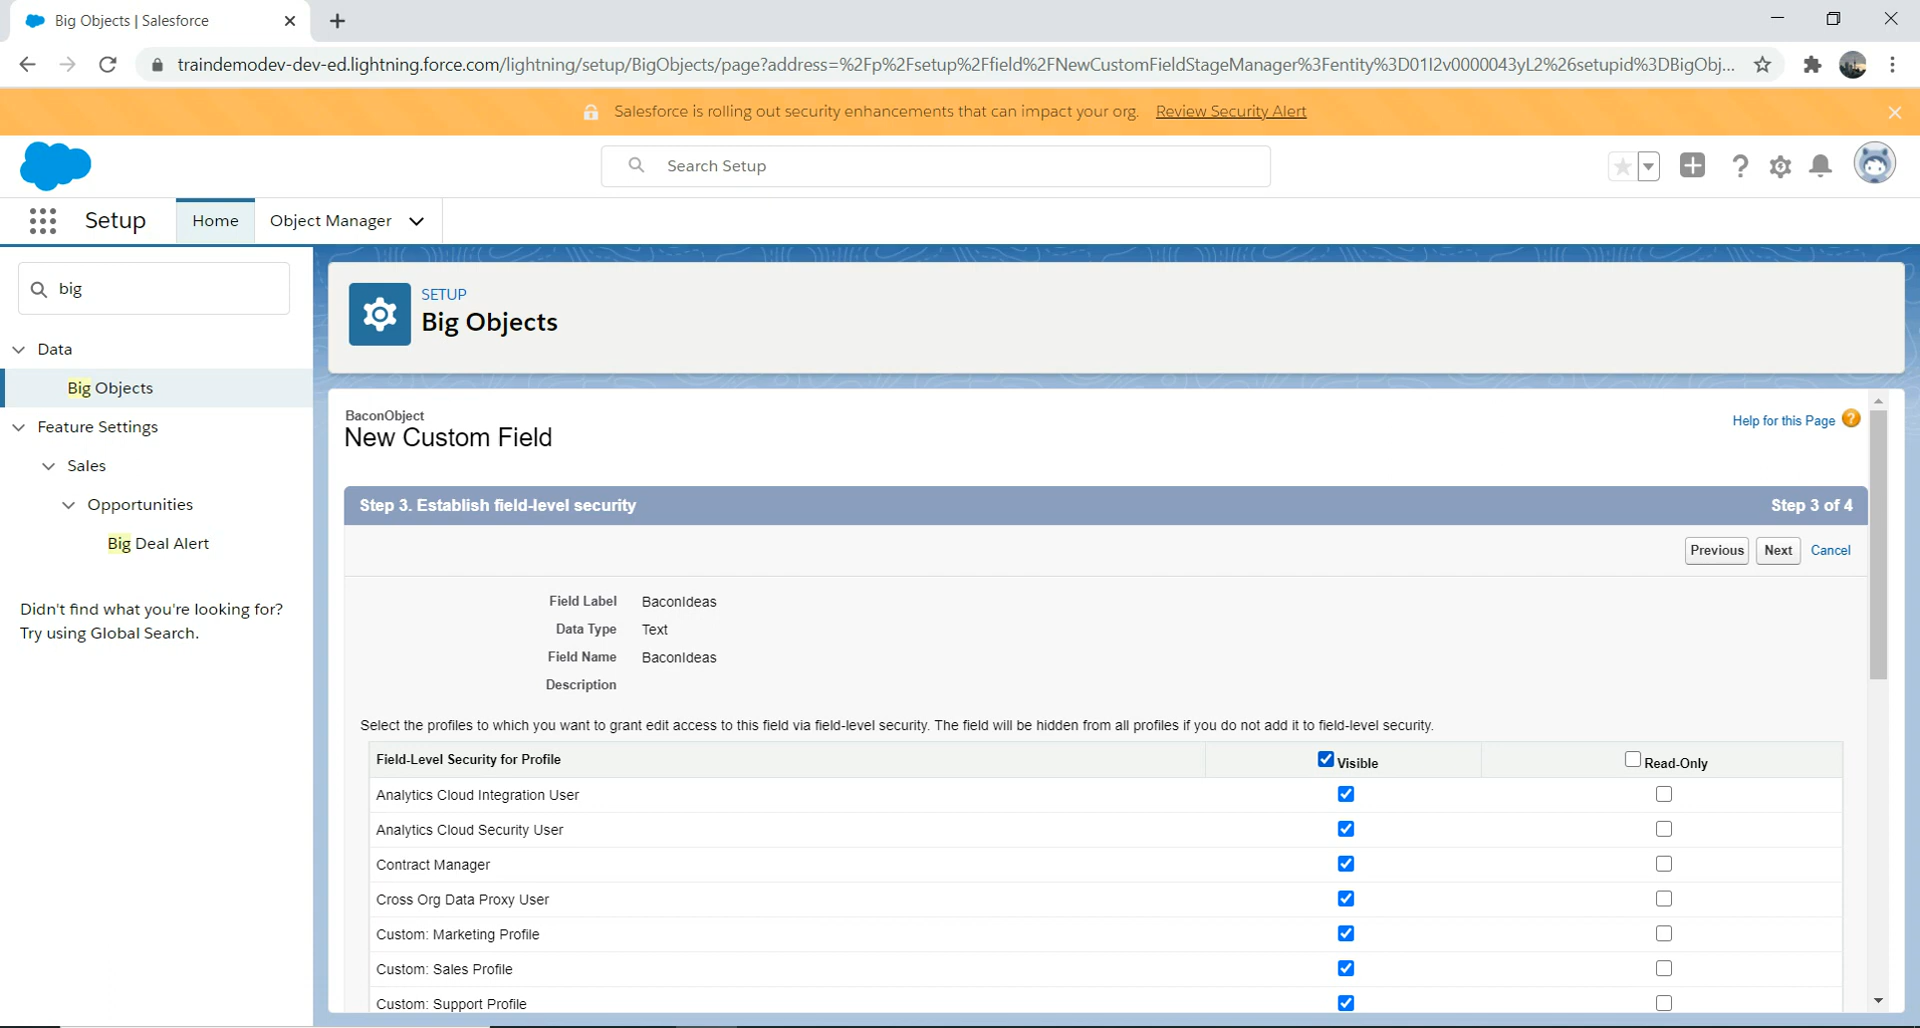 Big Objects | Salesforce
traindemodev-dev-ed.lightning.force.com/lightning/setup/BigObjects/page?address=%2Fp%2Fsetup%2Ffield%2FNewCustomFieldStageManager%3Fentity%3D01I2v0000043yL2%26setupid%3DBigObj...
Salesforce is rolling out security enhancements that can impact your org. Review Security Alert
Search Setup
Setup Home Object Manager
big
Data
Big Objects
Feature Settings
Sales
Opportunities
Big Deal Alert
Didn't find what you're looking for?
Try using Global Search.
SETUP
Big Objects
BaconObject
New Custom Field
Help for this Page
Step 3. Establish field-level security Step 3 of 4
Previous Next Cancel
Field Label BaconIdeas
Data Type Text
Field Name BaconIdeas
Description
Select the profiles to which you want to grant edit access to this field via field-level security. The field will be hidden from all profiles if you do not add it to field-level security.
Field-Level Security for Profile Visible Read-Only
Analytics Cloud Integration User
Analytics Cloud Security User
Contract Manager
Cross Org Data Proxy User
Custom: Marketing Profile
Custom: Sales Profile
Custom: Support Profile